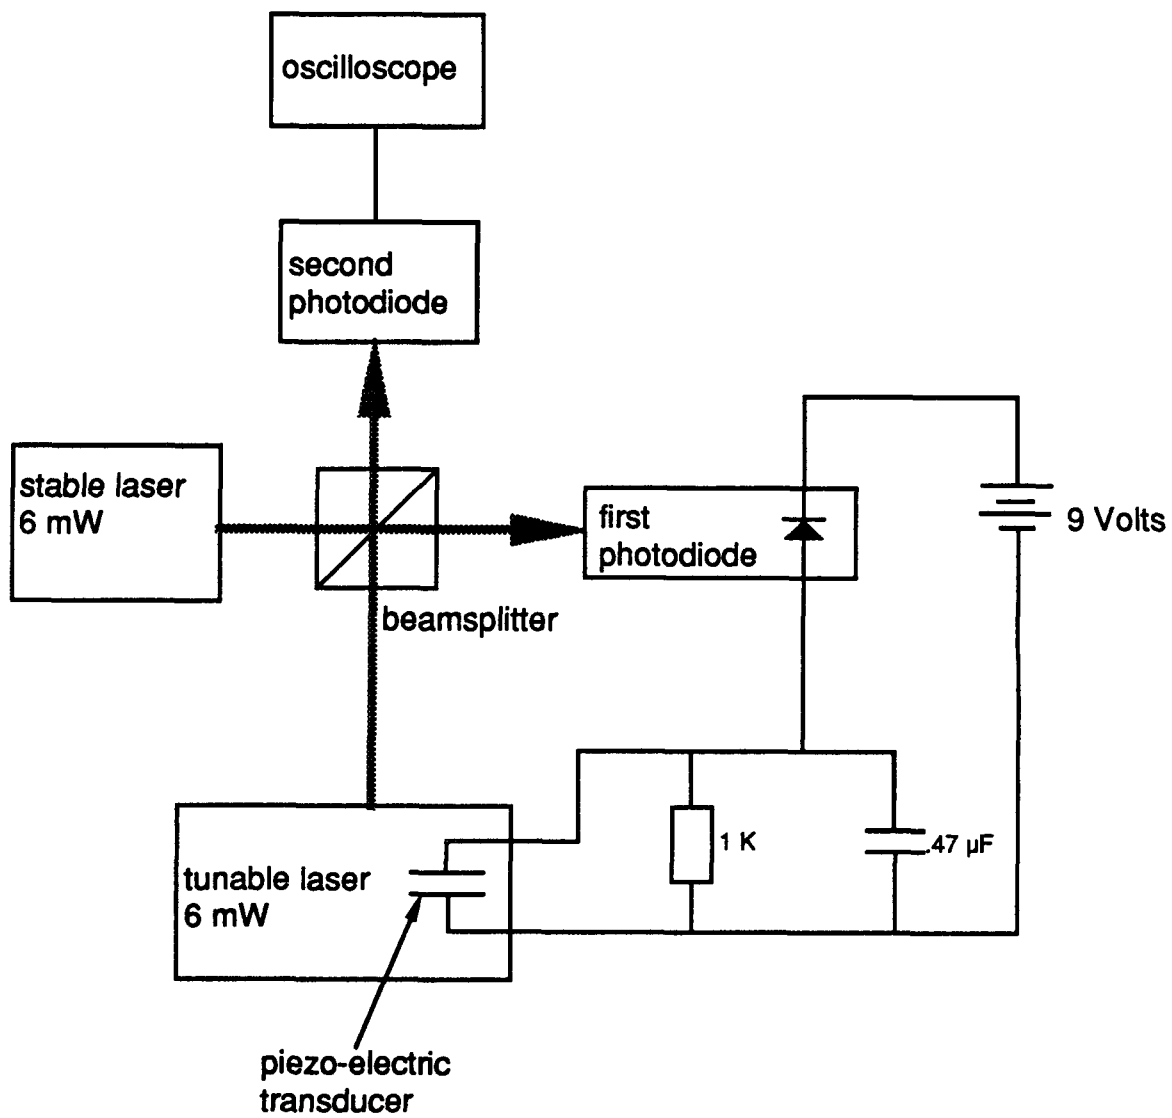 oscilloscope
second
photodiode
stable laser
6 mW
first
photodiode
9 Volts
beamsplitter
1 K
.47 µF
tunable laser
6 mW
piezo-electric
transducer